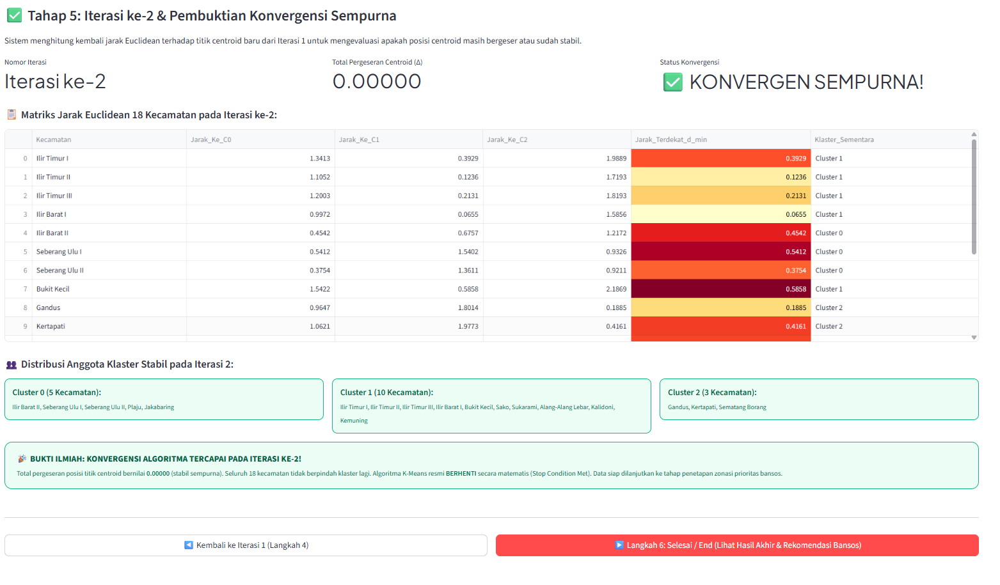 ✅ Tahap 5: Iterasi ke-2 & Pembuktian Konvergensi Sempurna
Sistem menghitung kembali jarak Euclidean terhadap titik centroid baru dari Iterasi 1 untuk mengevaluasi apakah posisi centroid masih bergeser atau sudah stabil.
Nomor Iterasi
Iterasi ke-2
Total Pergeseran Centroid (Δ)
0.00000
Status Konvergensi
✅ KONVERGEN SEMPURNA!
📋 Matriks Jarak Euclidean 18 Kecamatan pada Iterasi ke-2:
Kecamatan Jarak_Ke_C0 Jarak_Ke_C1 Jarak_Ke_C2 Jarak_Terdekat_d_min Klaster_Sementara
0 Ilir Timur I 1.3413 0.3929 1.9889 0.3929 Cluster 1
1 Ilir Timur II 1.1052 0.1236 1.7193 0.1236 Cluster 1
2 Ilir Timur III 1.2003 0.2131 1.8193 0.2131 Cluster 1
3 Ilir Barat I 0.9972 0.0655 1.5856 0.0655 Cluster 1
4 Ilir Barat II 0.4542 0.6757 1.2172 0.4542 Cluster 0
5 Seberang Ulu I 0.5412 1.5402 0.9326 0.5412 Cluster 0
6 Seberang Ulu II 0.3754 1.3611 0.9211 0.3754 Cluster 0
7 Bukit Kecil 1.5422 0.5858 2.1869 0.5858 Cluster 1
8 Gandus 0.9647 1.8014 0.1885 0.1885 Cluster 2
9 Kertapati 1.0621 1.9773 0.4161 0.4161 Cluster 2
👥 Distribusi Anggota Klaster Stabil pada Iterasi 2:
Cluster 0 (5 Kecamatan):
Ilir Barat II, Seberang Ulu I, Seberang Ulu II, Plaju, Jakabaring
Cluster 1 (10 Kecamatan):
Ilir Timur I, Ilir Timur II, Ilir Timur III, Ilir Barat I, Bukit Kecil, Sako, Sukarami, Alang-Alang Lebar, Kalidoni,
Kemuning
Cluster 2 (3 Kecamatan):
Gandus, Kertapati, Sematang Borang
🎉 BUKTI ILMIAH: KONVERGENSI ALGORITMA TERCAPAI PADA ITERASI KE-2!
Total pergeseran posisi titik centroid bernilai 0.00000 (stabil sempurna). Seluruh 18 kecamatan tidak berpindah klaster lagi. Algoritma K-Means resmi BERHENTI secara matematis (Stop Condition Met). Data siap dilanjutkan ke tahap penetapan zonasi prioritas bansos.
◀️ Kembali ke Iterasi 1 (Langkah 4)
▶️ Langkah 6: Selesai / End (Lihat Hasil Akhir & Rekomendasi Bansos)